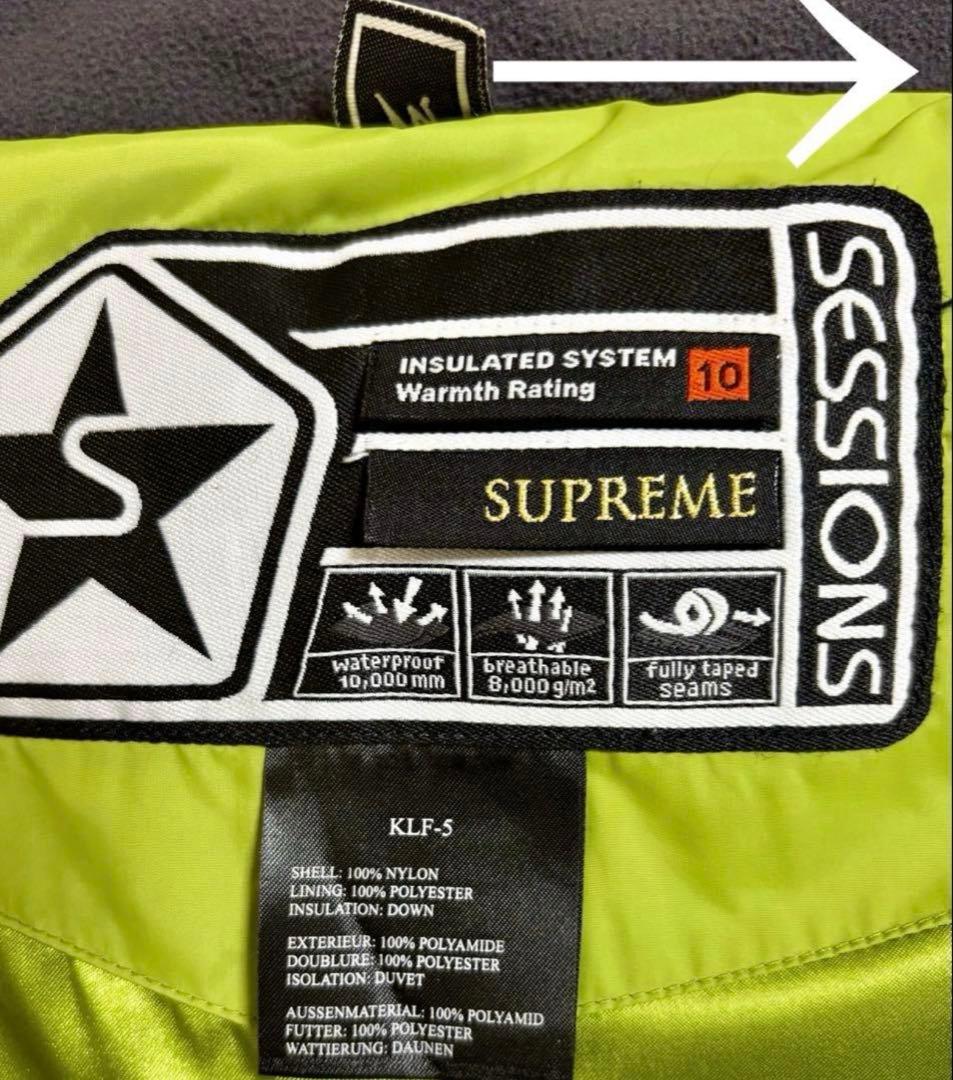 INSULATED SYSTEM
Warmth Rating
10
SUPREME
waterproof
10,000 mm
breathable
8,000 g/m2
fully taped
seams
SESSIONS
KLF-5
SHELL: 100% NYLON
LINING: 100% POLYESTER
INSULATION: DOWN
EXTERIEUR: 100% POLYAMIDE
DOUBLURE: 100% POLYESTER
ISOLATION: DUVET
AUSSENMATERIAL: 100% POLYAMID
FUTTER: 100% POLYESTER
WATTIERUNG: DAUNEN